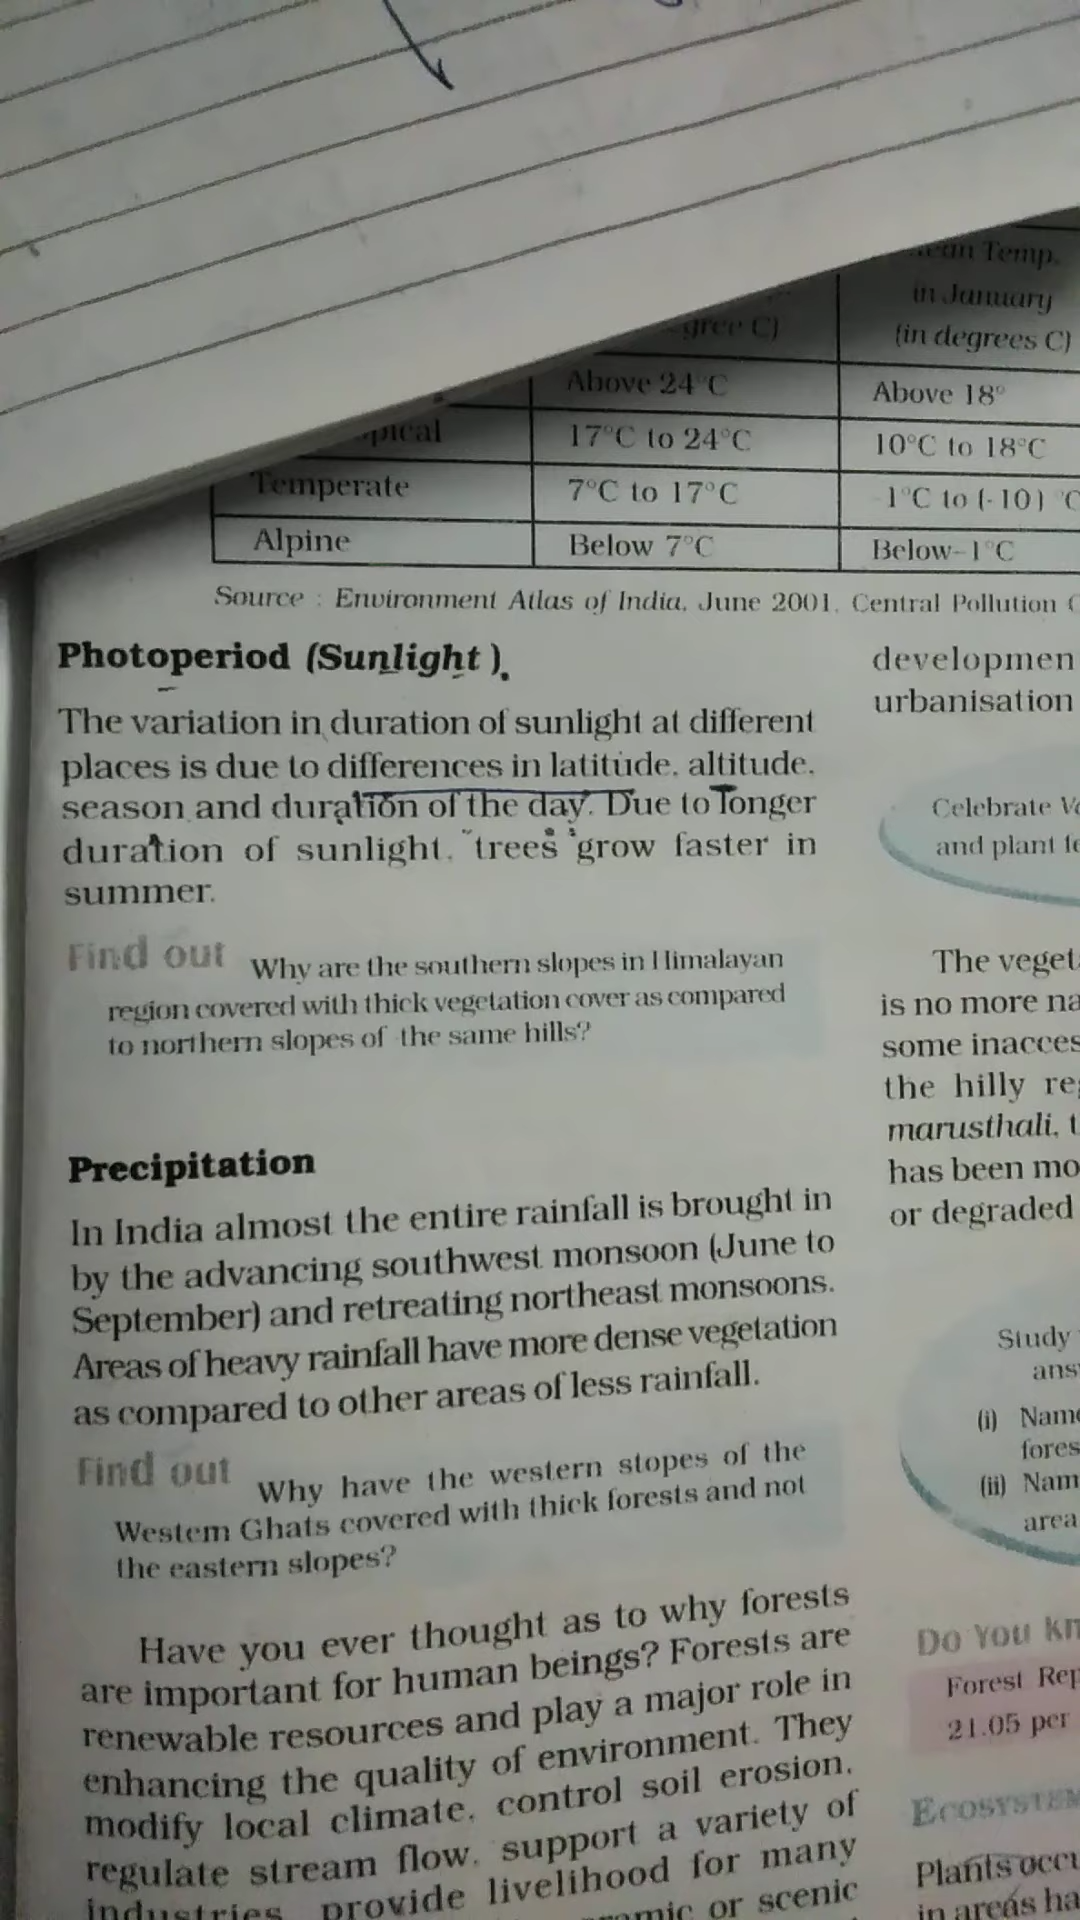 Temp.
in January
(in degrees C)
Above 24°C
Above 18°
17°C to 24°C
10°C to 18°C
Temperate
7°C to 17°C
1°C to (-10) °C
Alpine
Below 7°C
Below-1°C
Source : Environment Atlas of India, June 2001, Central Pollution
Photoperiod (Sunlight)
The variation in duration of sunlight at different
places is due to differences in latitude, altitude,
season and duration of the day. Due to longer
duration of sunlight, trees grow faster in
summer.
Find out Why are the southern slopes in Himalayan
region covered with thick vegetation cover as compared
to northern slopes of the same hills?
Precipitation
In India almost the entire rainfall is brought in
by the advancing southwest monsoon (June to
September) and retreating northeast monsoons.
Areas of heavy rainfall have more dense vegetation
as compared to other areas of less rainfall.
Find out Why have the western stopes of the
Western Ghats covered with thick forests and not
the eastern slopes?
Have you ever thought as to why forests
are important for human beings? Forests are
renewable resources and play a major role in
enhancing the quality of environment. They
modify local climate, control soil erosion,
regulate stream flow, support a variety of
industries, provide livelihood for many
or scenic
developmen
urbanisation
Celebrate
and plant
The veget
is no more na
some inacces
the hilly re
marusthali, t
has been mo
or degraded
Study
ans
(i) Name
fores
(ii) Nam
area
Do You kn
Forest Rep
21.05 per
Ecosystem
Plants occu
in areas ha